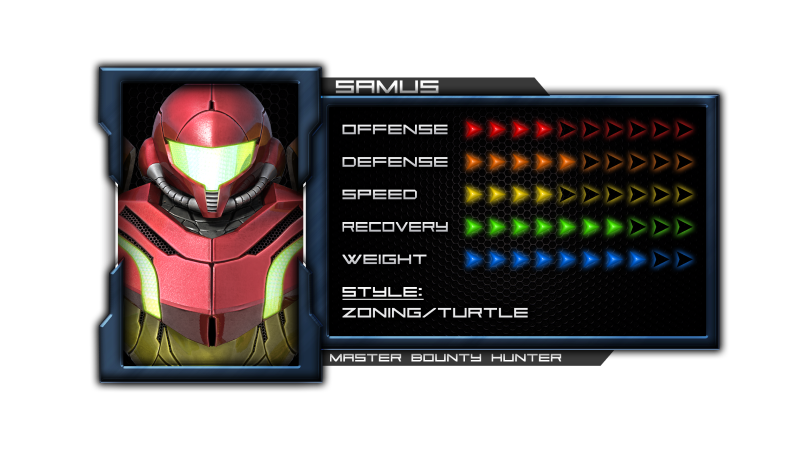 SAMUS
OFFENSE
DEFENSE
SPEED
RECOVERY
WEIGHT
STYLE:
ZONING/TURTLE
MASTER BOUNTY HUNTER